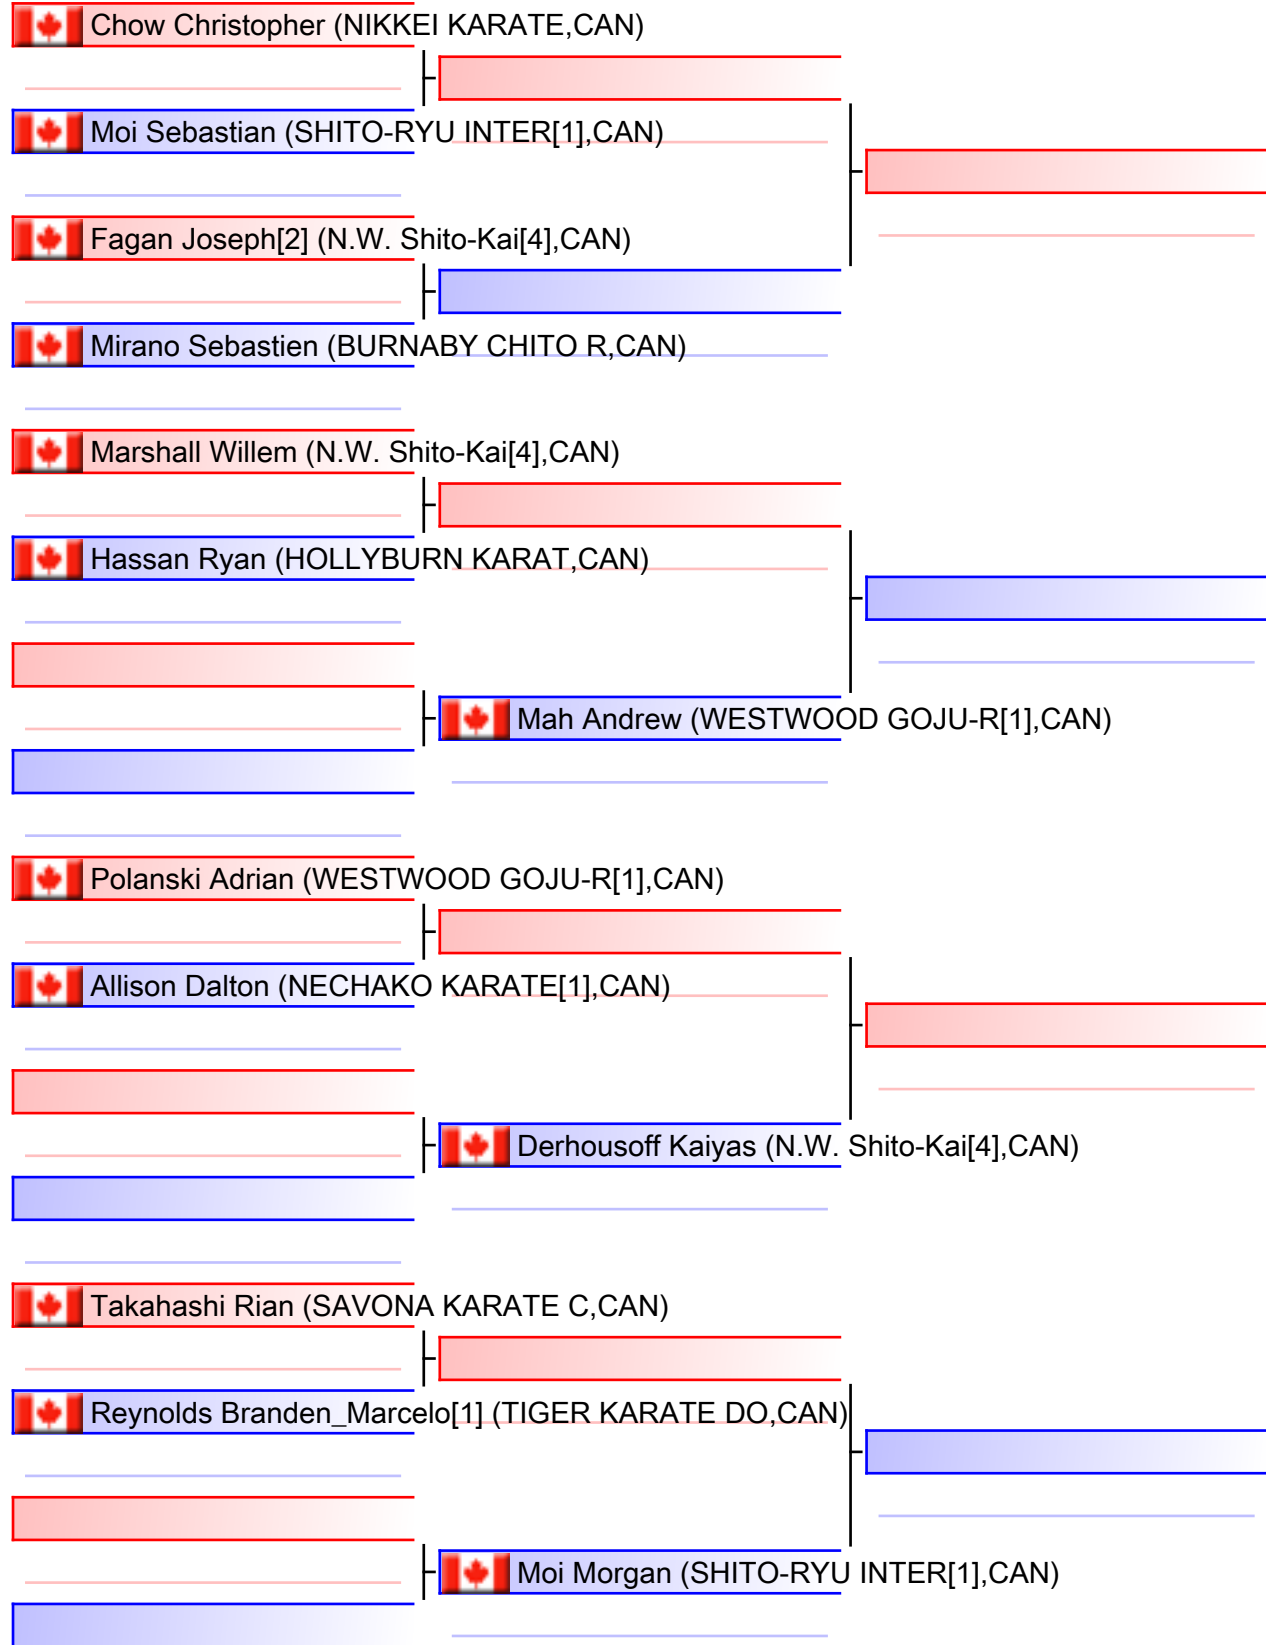 Chow Christopher (NIKKEI KARATE,CAN)
Moi Sebastian (SHITO-RYU INTER[1],CAN)
Fagan Joseph[2] (N.W. Shito-Kai[4],CAN)
Mirano Sebastien (BURNABY CHITO R,CAN)
Marshall Willem (N.W. Shito-Kai[4],CAN)
Hassan Ryan (HOLLYBURN KARAT,CAN)
Mah Andrew (WESTWOOD GOJU-R[1],CAN)
Polanski Adrian (WESTWOOD GOJU-R[1],CAN)
Allison Dalton (NECHAKO KARATE[1],CAN)
Derhousoff Kaiyas (N.W. Shito-Kai[4],CAN)
Takahashi Rian (SAVONA KARATE C,CAN)
Reynolds Branden_Marcelo[1] (TIGER KARATE DO,CAN)
Moi Morgan (SHITO-RYU INTER[1],CAN)